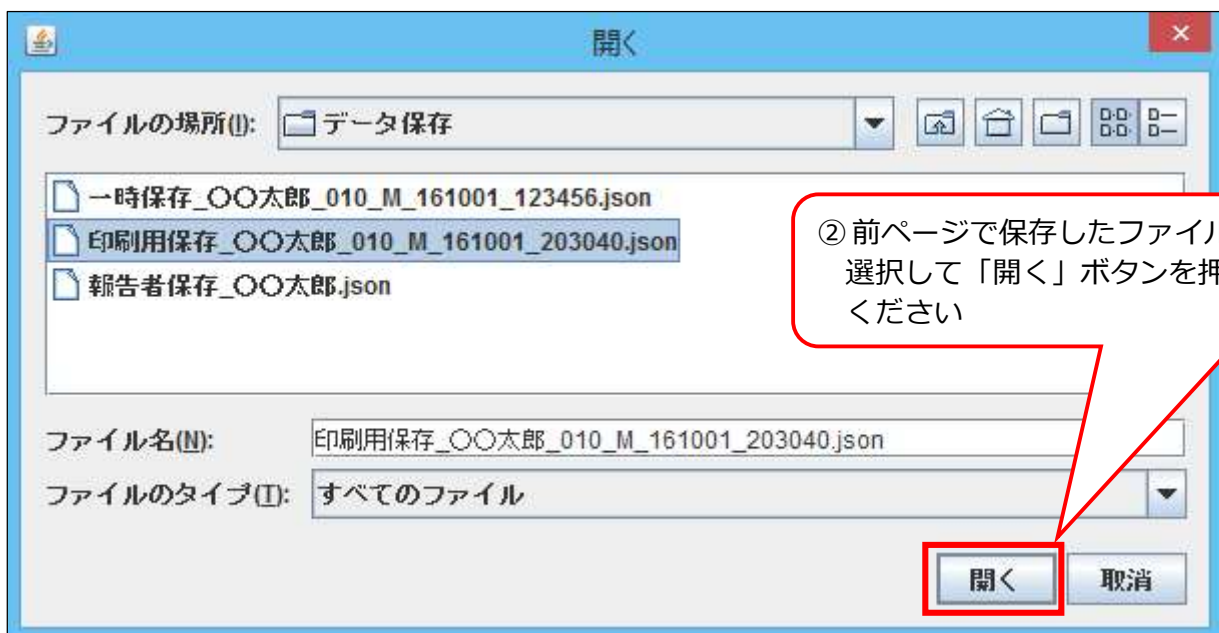 開く
ファイルの場所(I):
データ保存
一時保存_〇〇太郎_010_M_161001_123456.json
印刷用保存_〇〇太郎_010_M_161001_203040.json
報告者保存_〇〇太郎.json
②前ページで保存したファイル
選択して「開く」ボタンを押
ください
ファイル名(N):
印刷用保存_〇〇太郎_010_M_161001_203040.json
ファイルのタイプ(T):
すべてのファイル
開く
取消